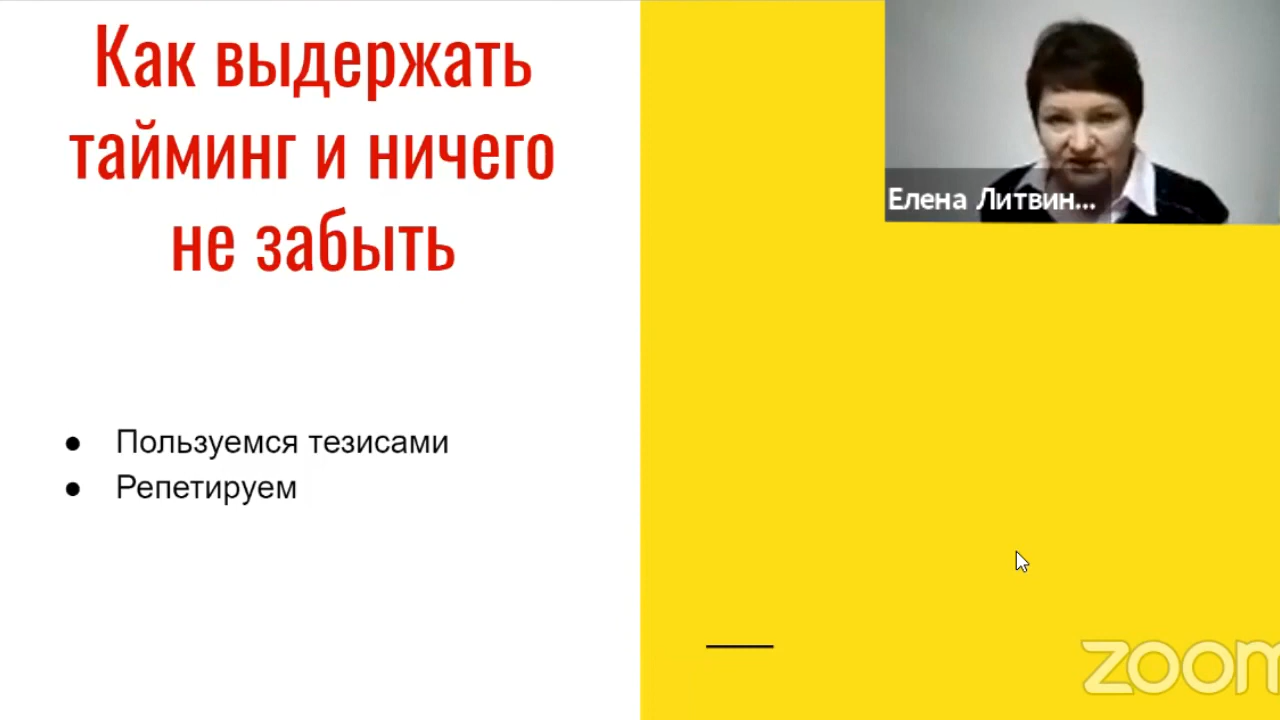 Как выдержать
тайминг и ничего
не забыть
Елена Литвин...
● Пользуемся тезисами
● Репетируем
zoom